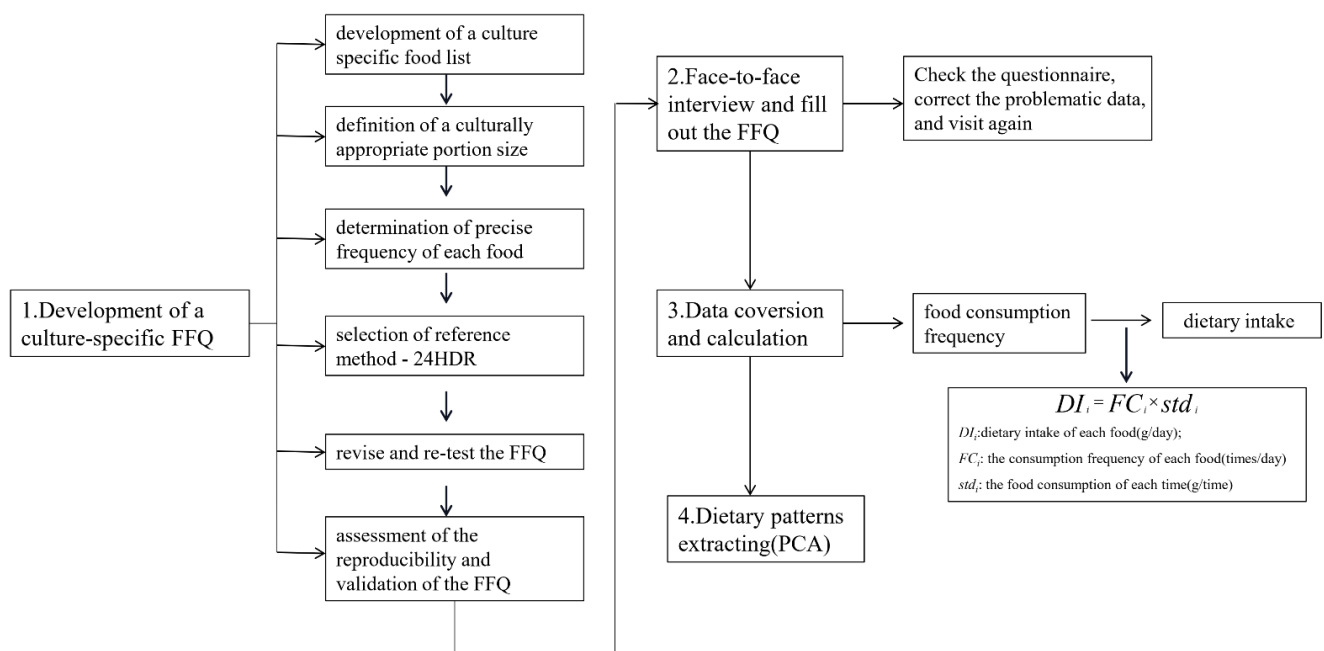 1.Development of a
culture-specific FFQ
development of a culture
specific food list
definition of a culturally
appropriate portion size
determination of precise
frequency of each food
selection of reference
method - 24HDR
revise and re-test the FFQ
assessment of the
reproducibility and
validation of the FFQ
2.Face-to-face
interview and fill
out the FFQ
Check the questionnaire,
correct the problematic data,
and visit again
3.Data coversion
and calculation
food consumption
frequency
dietary intake
DIᵢ = FCᵢ × stdᵢ
DIᵢ:dietary intake of each food(g/day);
FCᵢ: the consumption frequency of each food(times/day)
stdᵢ: the food consumption of each time(g/time)
4.Dietary patterns
extracting(PCA)